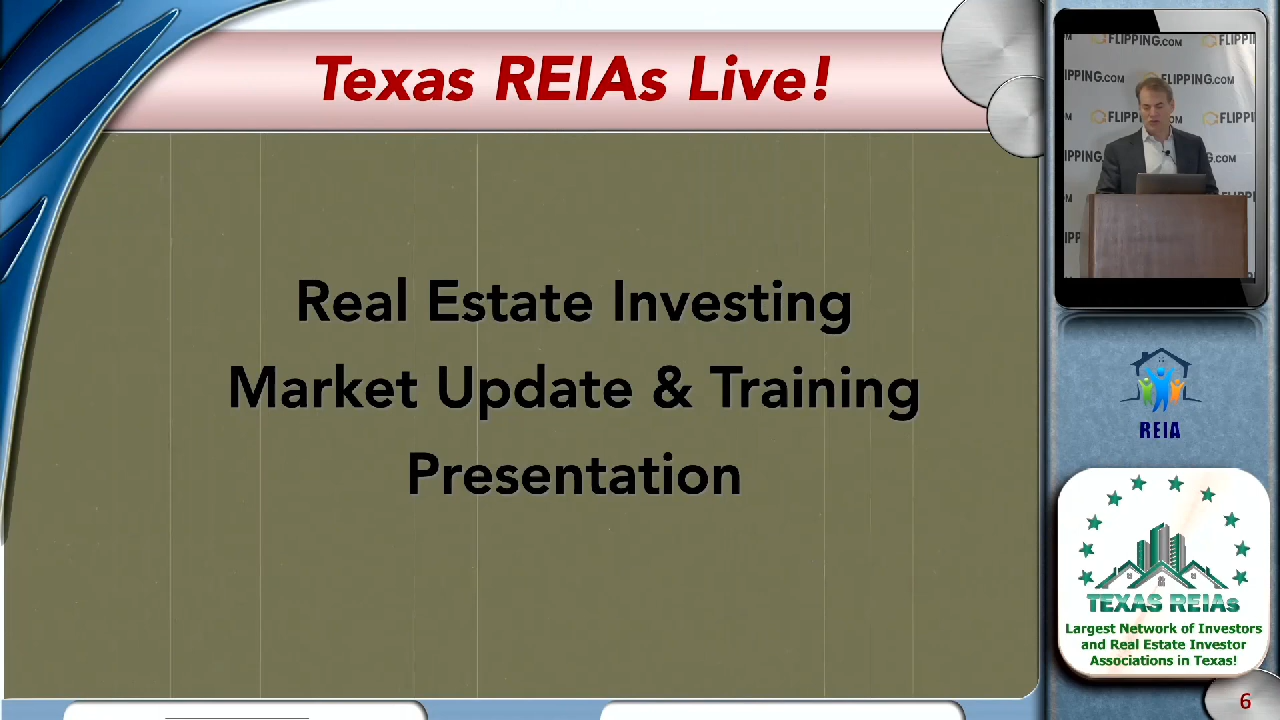 Texas REIAs Live!
Real Estate Investing
Market Update & Training
Presentation
FLIPPING.COM
REIA
TEXAS REIAs
Largest Network of Investors
and Real Estate Investor
Associations in Texas!
6